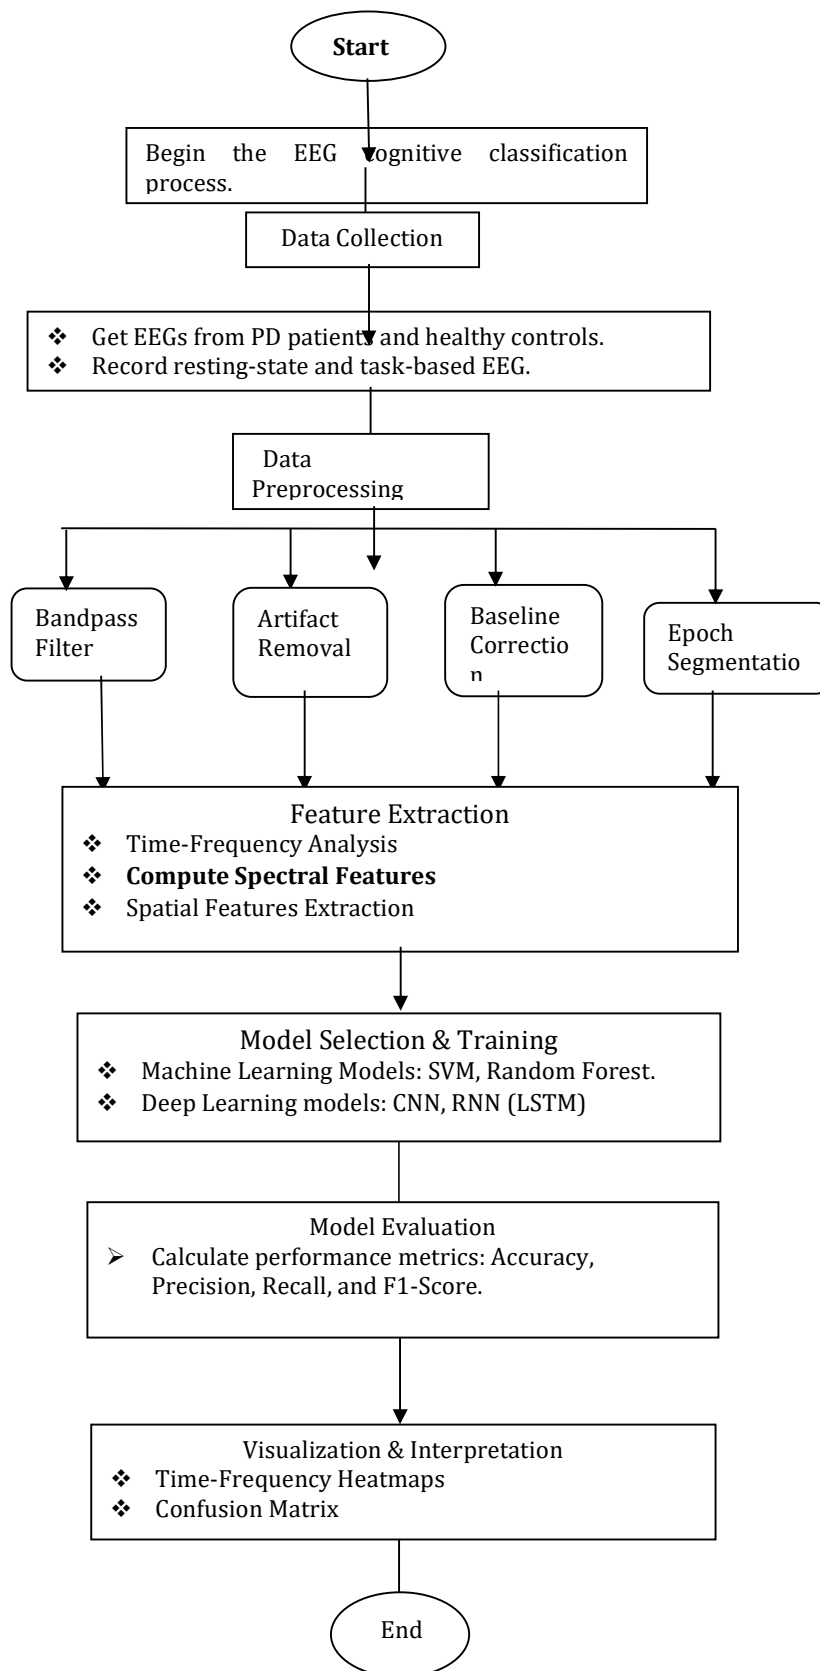 Start
Begin the EEG cognitive classification
process.
Data Collection
❖ Get EEGs from PD patients and healthy controls.
❖ Record resting-state and task-based EEG.
Data
Preprocessing
Bandpass
Filter
Artifact
Removal
Baseline
Correctio
n
Epoch
Segmentatio
Feature Extraction
❖ Time-Frequency Analysis
❖ Compute Spectral Features
❖ Spatial Features Extraction
Model Selection & Training
❖ Machine Learning Models: SVM, Random Forest.
❖ Deep Learning models: CNN, RNN (LSTM)
Model Evaluation
➢ Calculate performance metrics: Accuracy,
Precision, Recall, and F1-Score.
Visualization & Interpretation
❖ Time-Frequency Heatmaps
❖ Confusion Matrix
End